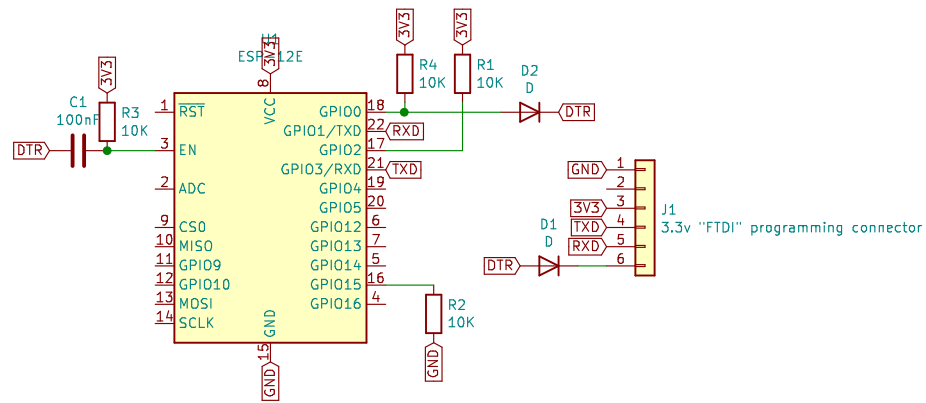 3V3
3V3
3V3
3V3
ESP-12E
8
VCC
R4
10K
R1
10K
D2
D
DTR
C1
100nF
R3
10K
DTR
1
RST
3
EN
2
ADC
9
CS0
10
MISO
11
GPIO9
12
GPIO10
13
MOSI
14
SCLK
GPIO0
18
GPIO1/TXD
22
RXD
GPIO2
17
GPIO3/RXD
21
TXD
GPIO4
19
GPIO5
20
GPIO12
6
GPIO13
7
GPIO14
5
GPIO15
16
GPIO16
4
GND
15
GND
R2
10K
GND
GND
1
2
3V3
3
TXD
4
RXD
5
6
J1
3.3v "FTDI" programming connector
D1
D
DTR